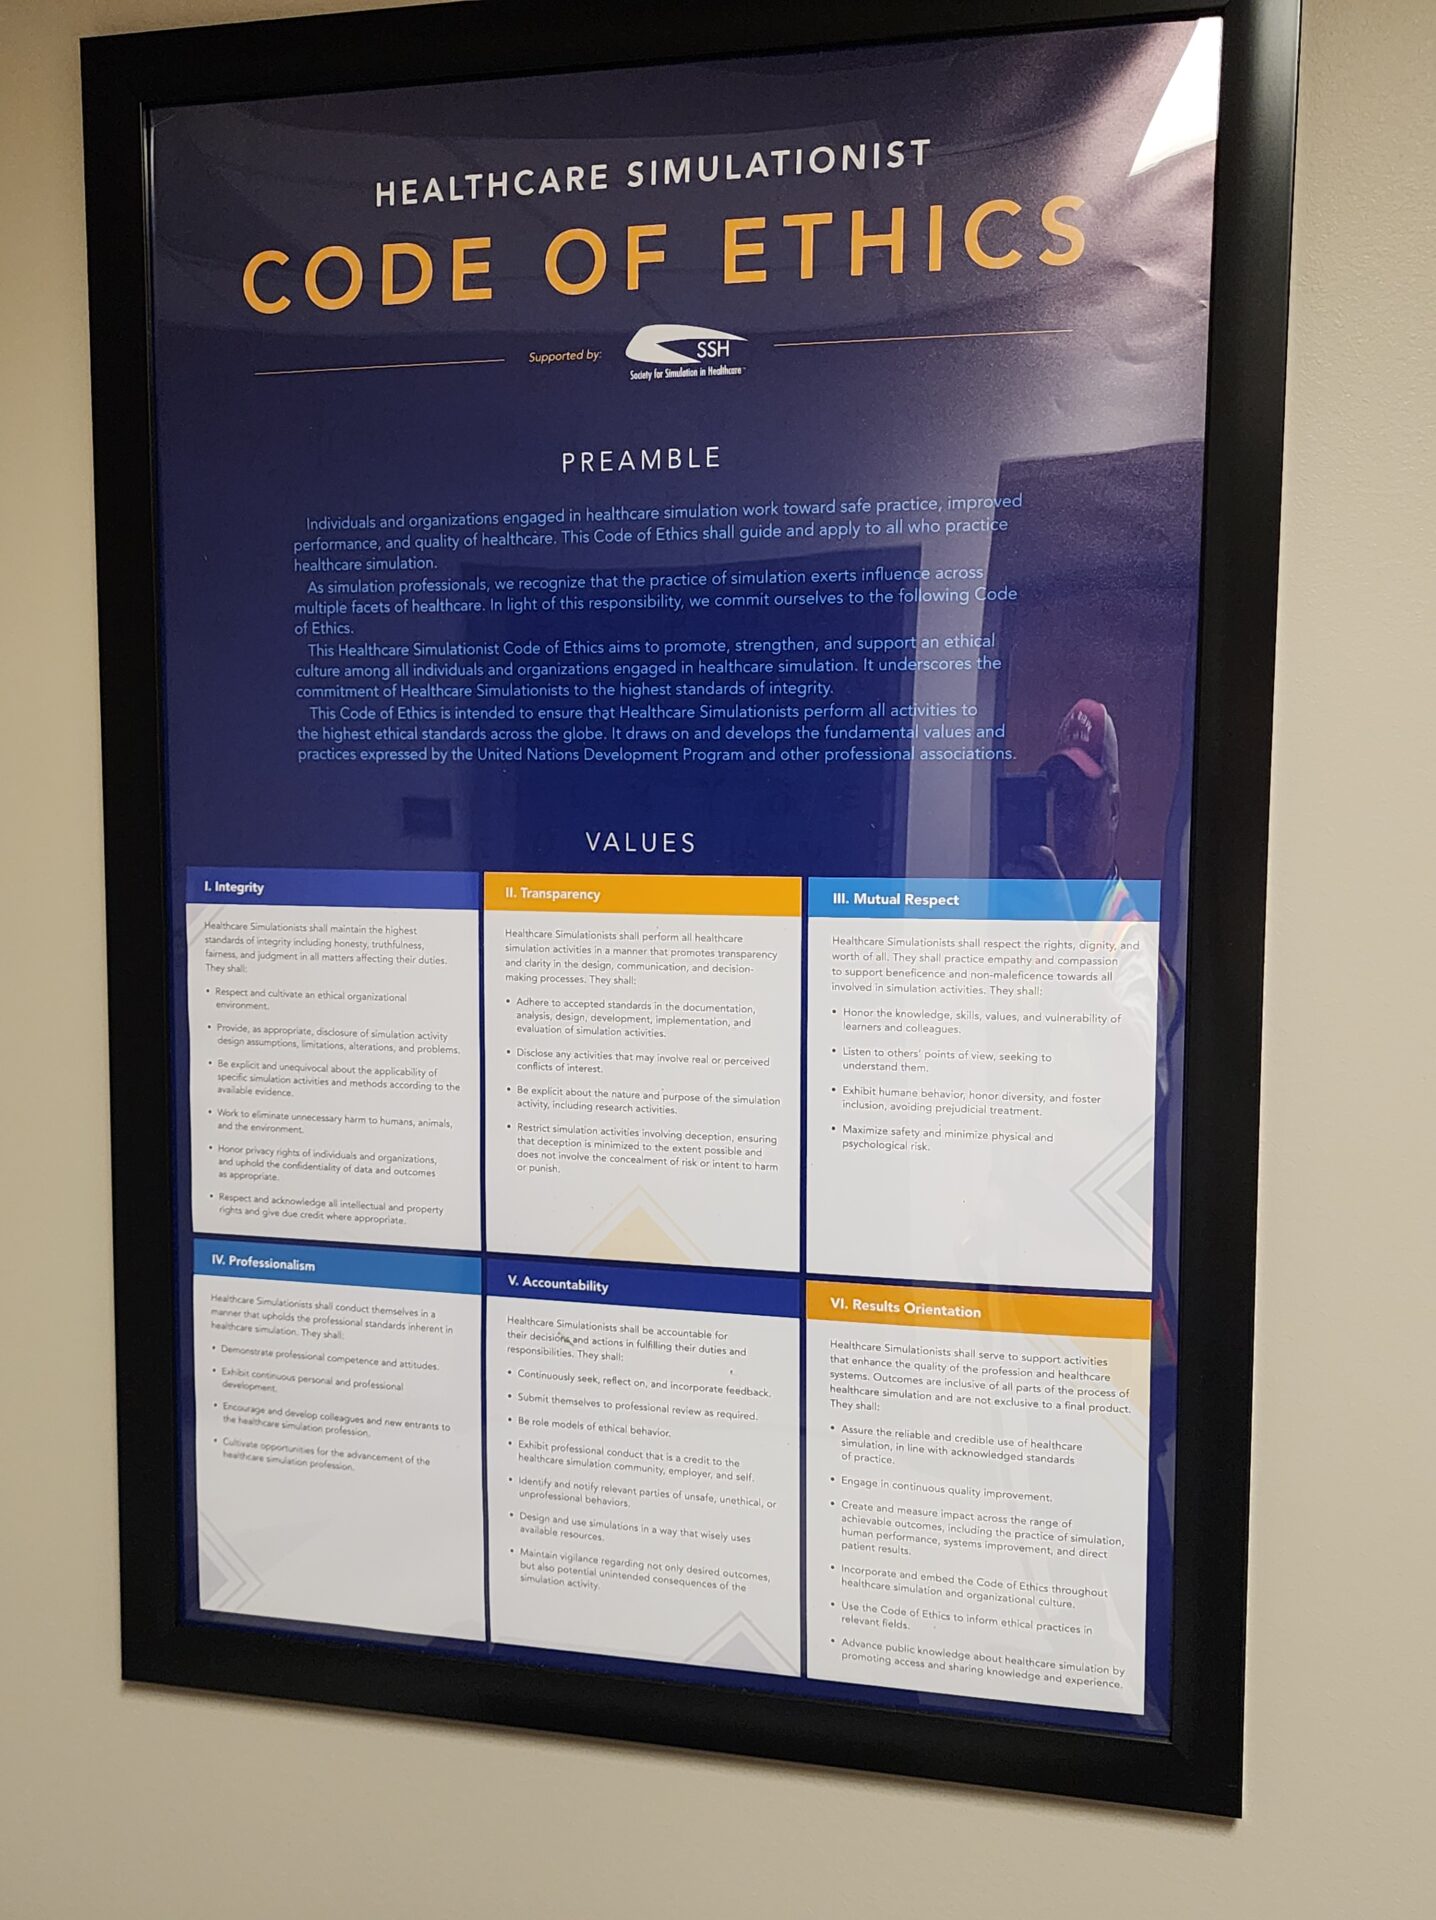 HEALTHCARE SIMULATIONIST
CODE OF ETHICS
Supported by:
SSH
Society for Simulation in Healthcare
PREAMBLE
Individuals and organizations engaged in healthcare simulation work toward safe practice, improved
performance, and quality of healthcare. This Code of Ethics shall guide and apply to all who practice
healthcare simulation.
As simulation professionals, we recognize that the practice of simulation exerts influence across
multiple facets of healthcare. In light of this responsibility, we commit ourselves to the following Code
of Ethics.
This Healthcare Simulationist Code of Ethics aims to promote, strengthen, and support an ethical
culture among all individuals and organizations engaged in healthcare simulation. It underscores the
commitment of Healthcare Simulationists to the highest standards of integrity.
This Code of Ethics is intended to ensure that Healthcare Simulationists perform all activities to
the highest ethical standards across the globe. It draws on and develops the fundamental values and
practices expressed by the United Nations Development Program and other professional associations.
VALUES
I. Integrity
Healthcare Simulationists shall maintain the highest
standards of integrity including honesty, truthfulness,
fairness, and judgment in all matters affecting their duties.
They shall:
• Respect and cultivate an ethical organizational
environment.
• Provide, as appropriate, disclosure of simulation activity
design assumptions, limitations, alterations, and problems.
• Be explicit and unequivocal about the applicability of
specific simulation activities and methods according to the
available evidence.
• Work to eliminate unnecessary harm to humans, animals,
and the environment.
• Honor privacy rights of individuals and organizations,
and uphold the confidentiality of data and outcomes
as appropriate.
• Respect and acknowledge all intellectual and property
rights and give due credit where appropriate.
II. Transparency
Healthcare Simulationists shall perform all healthcare
simulation activities in a manner that promotes transparency
and clarity in the design, communication, and decision-
making processes. They shall:
• Adhere to accepted standards in the documentation,
analysis, design, development, implementation, and
evaluation of simulation activities.
• Disclose any activities that may involve real or perceived
conflicts of interest.
• Be explicit about the nature and purpose of the simulation
activity, including research activities.
• Restrict simulation activities involving deception, ensuring
that deception is minimized to the extent possible and
does not involve the concealment of risk or intent to harm
or punish.
III. Mutual Respect
Healthcare Simulationists shall respect the rights, dignity, and
worth of all. They shall practice empathy and compassion
to support beneficence and non-maleficence towards all
involved in simulation activities. They shall:
• Honor the knowledge, skills, values, and vulnerability of
learners and colleagues.
• Listen to others' points of view, seeking to
understand them.
• Exhibit humane behavior, honor diversity, and foster
inclusion, avoiding prejudicial treatment.
• Maximize safety and minimize physical and
psychological risk.
IV. Professionalism
Healthcare Simulationists shall conduct themselves in a
manner that upholds the professional standards inherent in
healthcare simulation. They shall:
• Demonstrate professional competence and attitudes.
• Exhibit continuous personal and professional
development.
• Encourage and develop colleagues and new entrants to
the healthcare simulation profession.
• Cultivate opportunities for the advancement of the
healthcare simulation profession.
V. Accountability
Healthcare Simulationists shall be accountable for
their decisions and actions in fulfilling their duties and
responsibilities. They shall:
• Continuously seek, reflect on, and incorporate feedback.
• Submit themselves to professional review as required.
• Be role models of ethical behavior.
• Exhibit professional conduct that is a credit to the
healthcare simulation community, employer, and self.
• Identify and notify relevant parties of unsafe, unethical, or
unprofessional behaviors.
• Design and use simulations in a way that wisely uses
available resources.
• Maintain vigilance regarding not only desired outcomes,
but also potential unintended consequences of the
simulation activity.
VI. Results Orientation
Healthcare Simulationists shall serve to support activities
that enhance the quality of the profession and healthcare
systems. Outcomes are inclusive of all parts of the process of
healthcare simulation and are not exclusive to a final product.
They shall:
• Assure the reliable and credible use of healthcare
simulation, in line with acknowledged standards
of practice.
• Engage in continuous quality improvement.
• Create and measure impact across the range of
achievable outcomes, including the practice of simulation,
human performance, systems improvement, and direct
patient results.
• Incorporate and embed the Code of Ethics throughout
healthcare simulation and organizational culture.
• Use the Code of Ethics to inform ethical practices in
relevant fields.
• Advance public knowledge about healthcare simulation by
promoting access and sharing knowledge and experience.